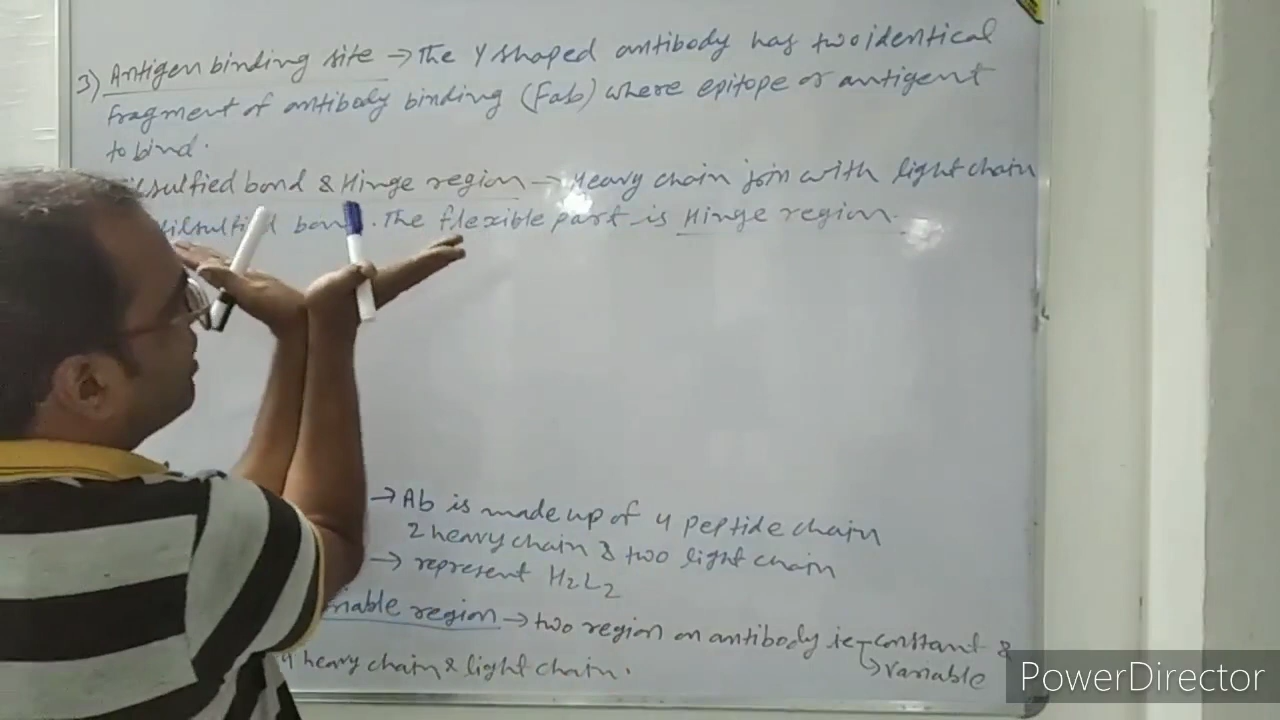 3) Antigen binding site → The Y shaped antibody has two identical
fragment of antibody binding (Fab) where epitope or antigent
to bind.
bond & Hinge region → Heavy chain join with light chain
The flexible part is Hinge region.
→ Ab is made up of 4 peptide chain
2 heavy chain & two light chain
→ represent H2L2
region → two region on antibody ie constant &
→ variable
heavy chain & light chain.
PowerDirector